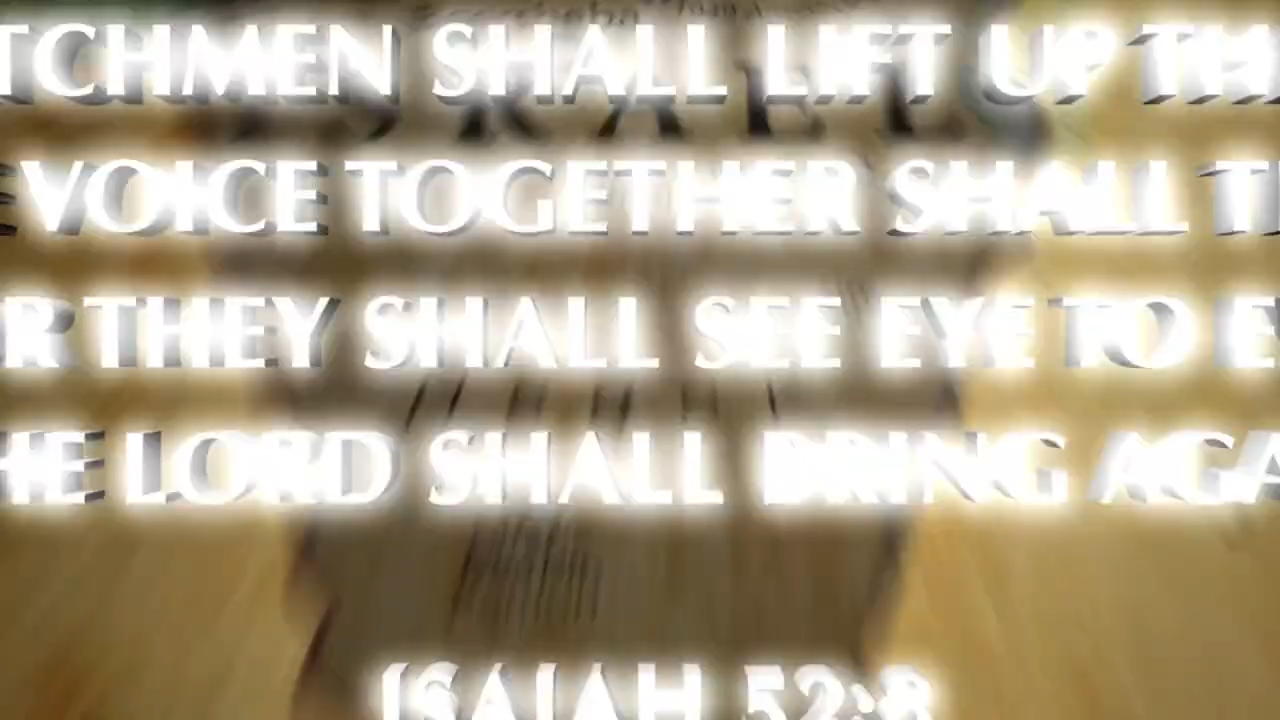 TCHMEN SHALL LIFT UP TH
E VOICE TOGETHER SHALL T
R THEY SHALL SEE EYE TO E
HE LORD SHALL BRING AGA
ISAIAH 52:8